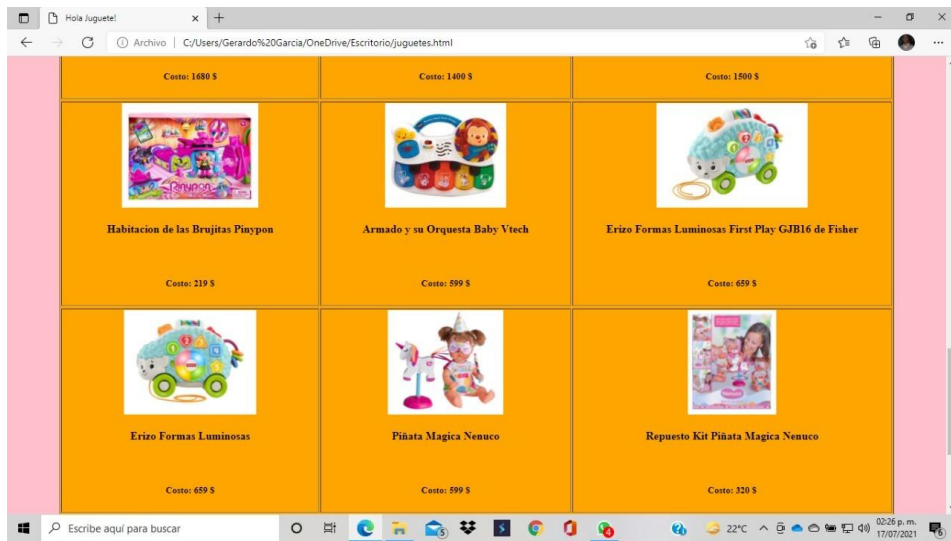 Hola Juguete!
Archivo | C:/Users/Gerardo%20Garcia/OneDrive/Escritorio/juguetes.html
Costo: 1680 $ Costo: 1400 $ Costo: 1500 $
Pinypon
Habitacion de las Brujitas Pinypon Armado y su Orquesta Baby Vtech Erizo Formas Luminosas First Play GJB16 de Fisher
Costo: 219 $ Costo: 599 $ Costo: 659 $
Erizo Formas Luminosas Piñata Magica Nenuco Repuesto Kit Piñata Magica Nenuco
Costo: 659 $ Costo: 599 $ Costo: 320 $
Escribe aquí para buscar 22°C 02:26 p. m.
17/07/2021